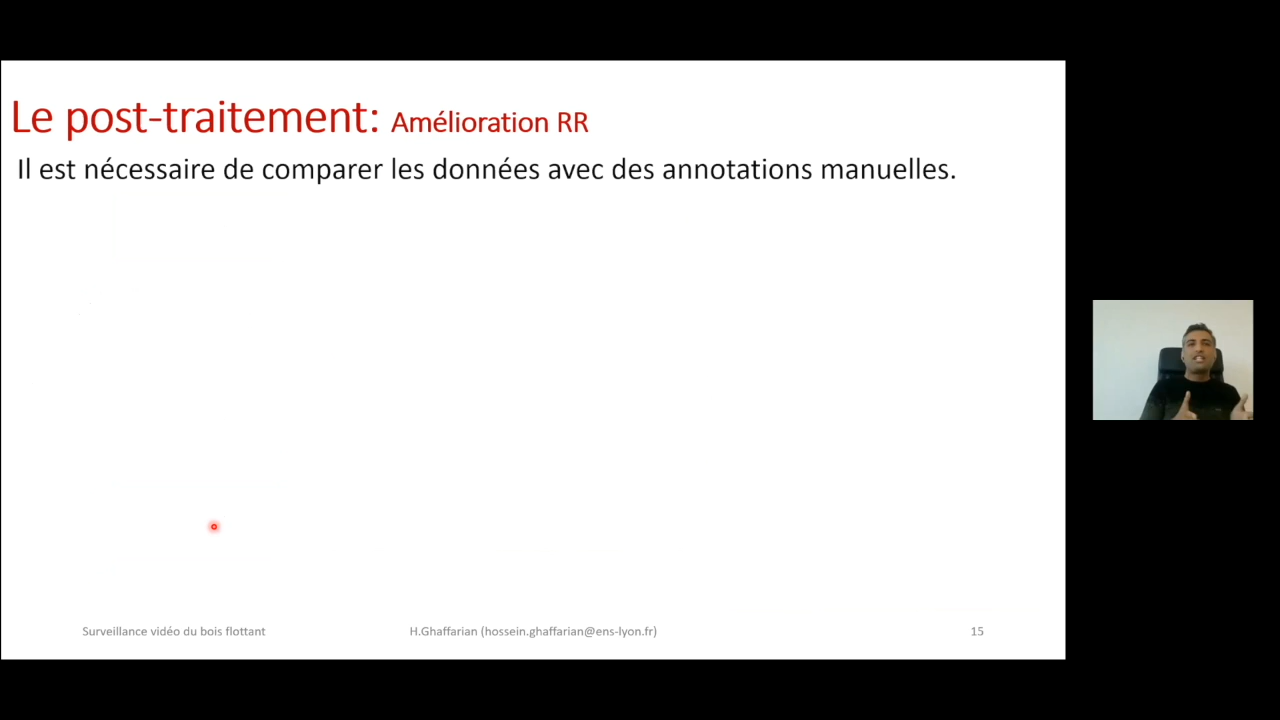 Le post-traitement: Amélioration RR
Il est nécessaire de comparer les données avec des annotations manuelles.
Surveillance vidéo du bois flottant
H.Ghaffarian (hossein.ghaffarian@ens-lyon.fr)
15